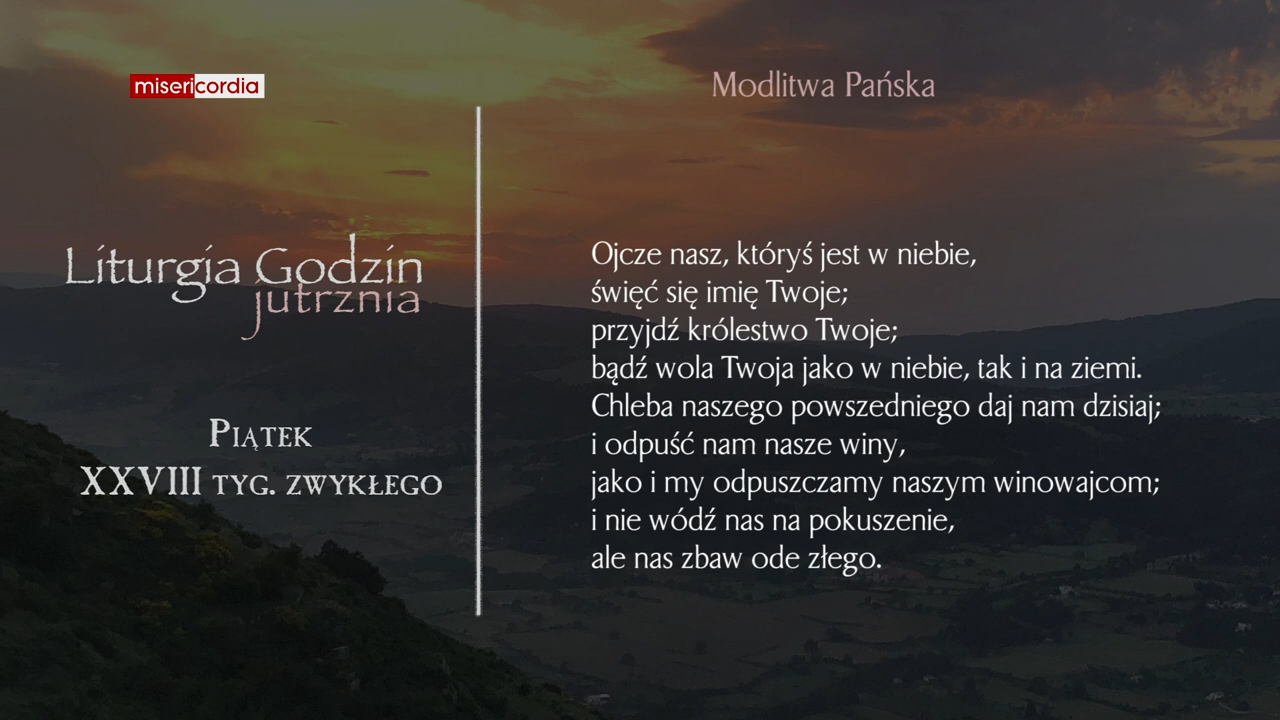 misericordia
Liturgia Godzin
jutrznia
Piątek
XXVIII tyg. zwykłego
Modlitwa Pańska
Ojcze nasz, któryś jest w niebie,
święć się imię Twoje;
przyjdź królestwo Twoje;
bądź wola Twoja jako w niebie, tak i na ziemi.
Chleba naszego powszedniego daj nam dzisiaj;
i odpuść nam nasze winy,
jako i my odpuszczamy naszym winowajcom;
i nie wódź nas na pokuszenie,
ale nas zbaw ode złego.